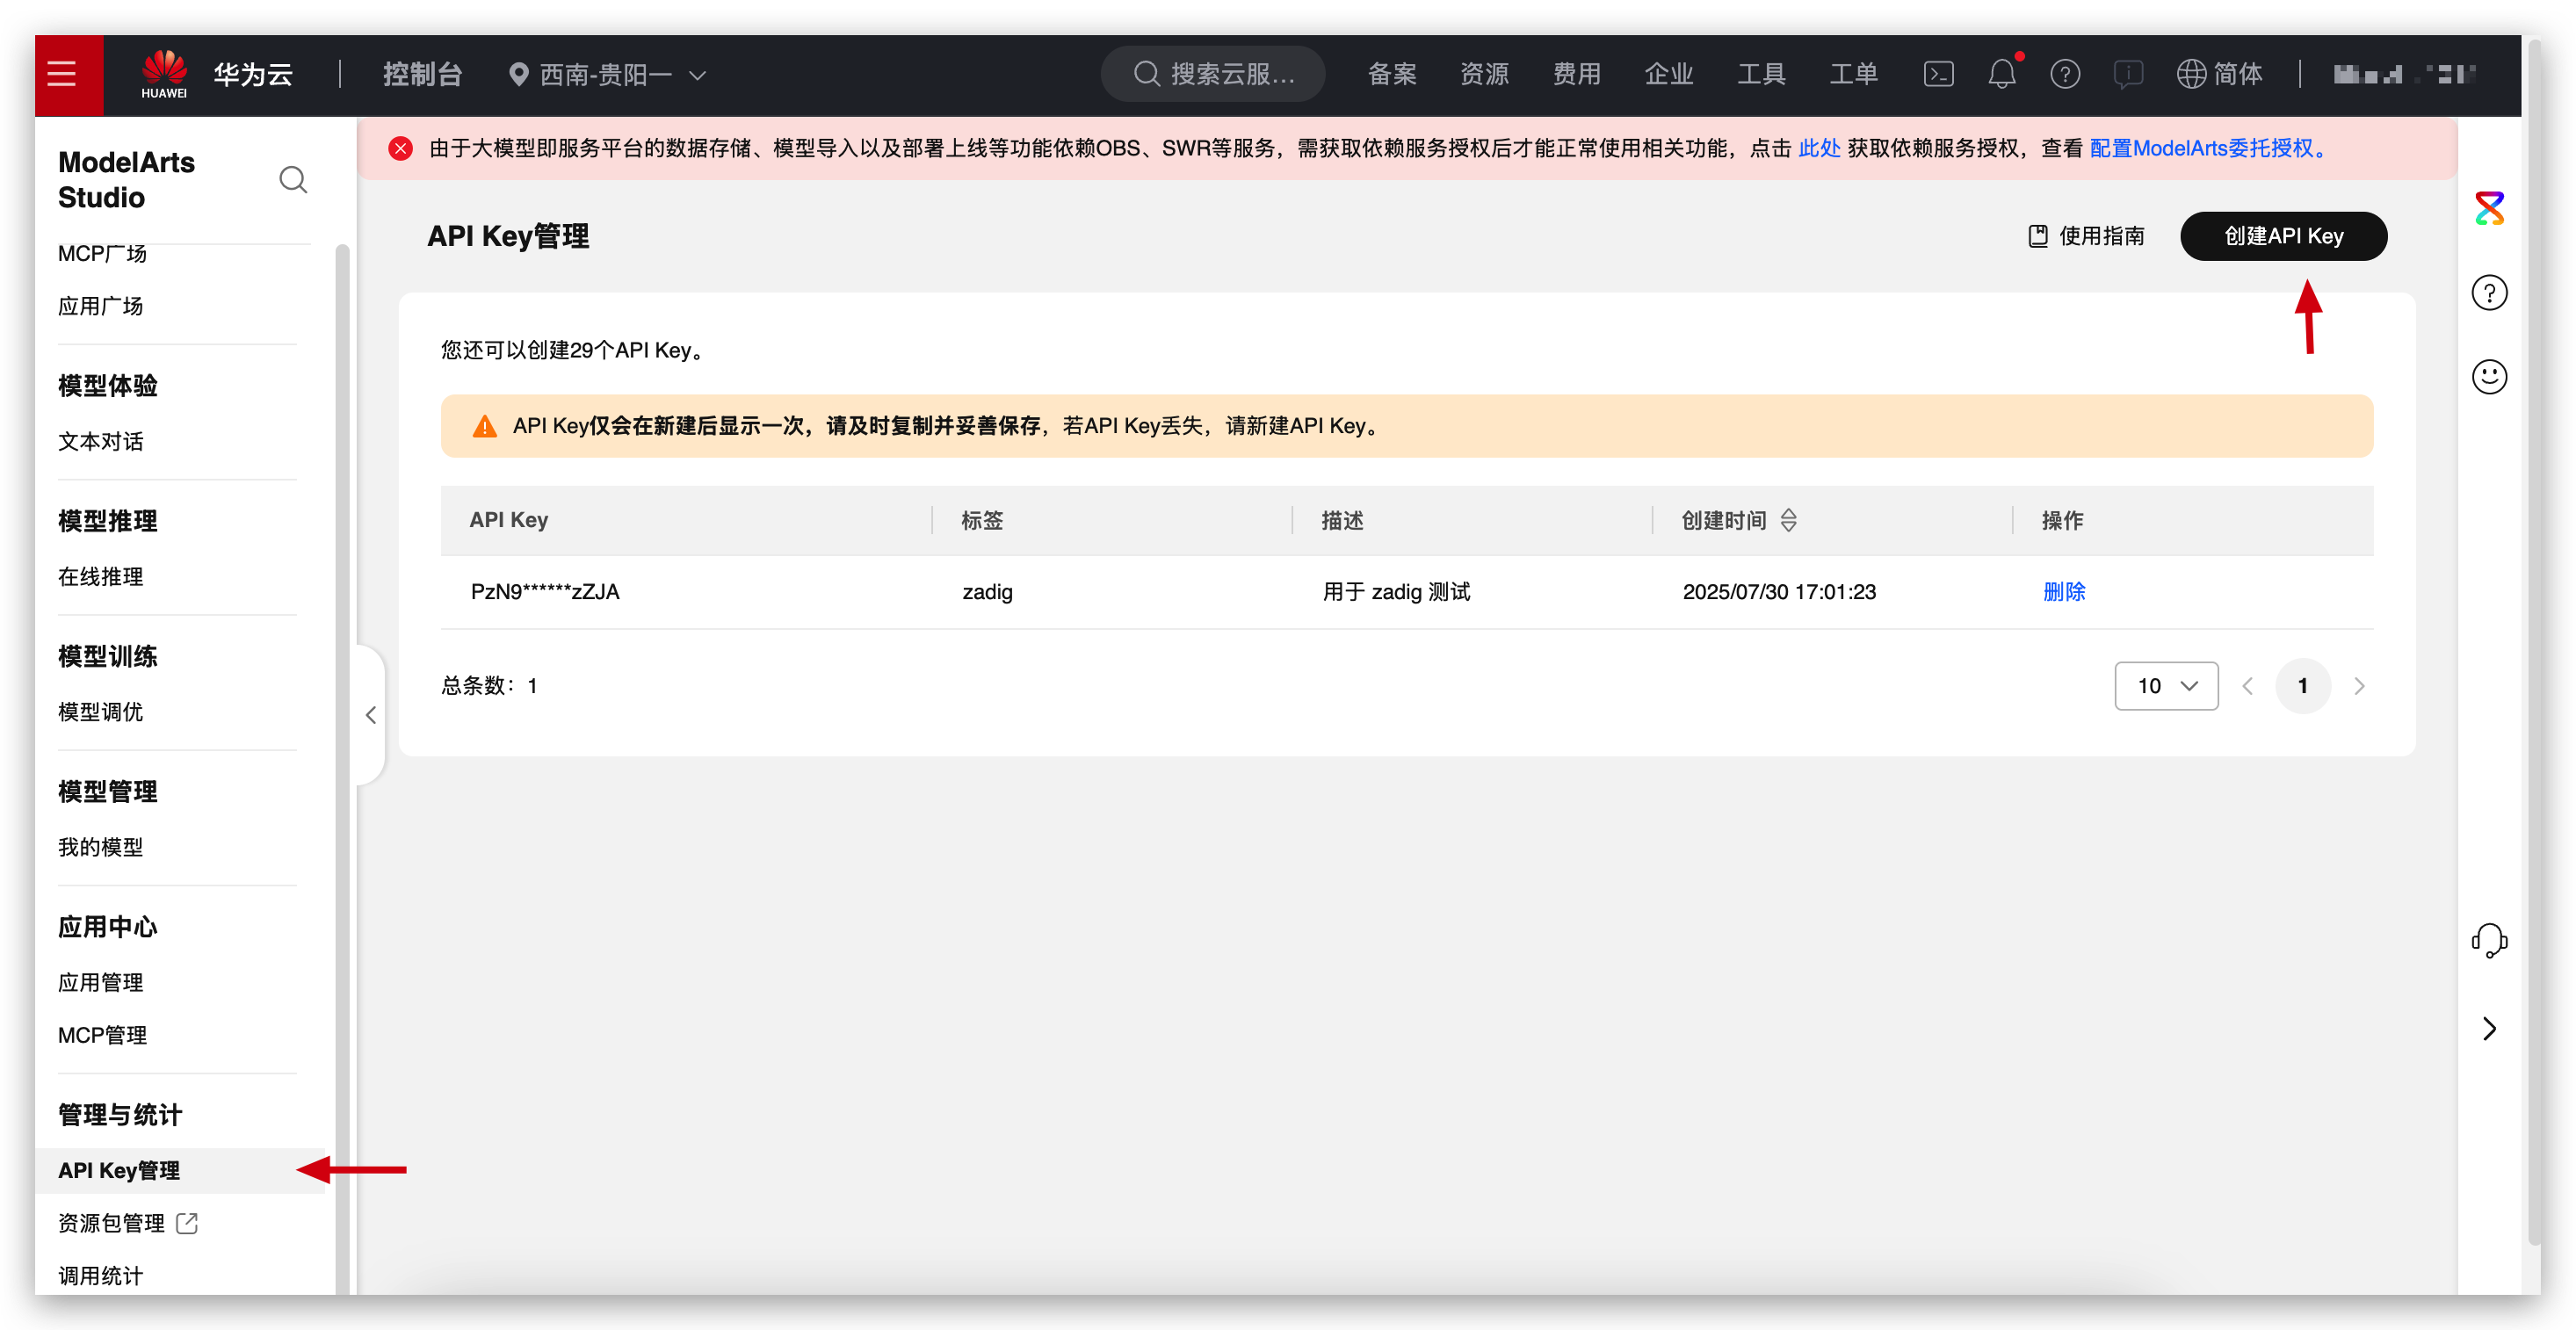 HUAWEI
华为云
控制台
西南-贵阳一
搜索云服...
备案
资源
费用
企业
工具
工单
简体
ModelArts
Studio
MCP广场
应用广场
模型体验
文本对话
模型推理
在线推理
模型训练
模型调优
模型管理
我的模型
应用中心
应用管理
MCP管理
管理与统计
API Key管理
资源包管理
调用统计
由于大模型即服务平台的数据存储、模型导入以及部署上线等功能依赖OBS、SWR等服务，需获取依赖服务授权后才能正常使用相关功能，点击 此处 获取依赖服务授权，查看 配置ModelArts委托授权。
API Key管理
使用指南
创建API Key
您还可以创建29个API Key。
API Key仅会在新建后显示一次，请及时复制并妥善保存，若API Key丢失，请新建API Key。
API Key 标签 描述 创建时间 操作
PzN9******zZJA zadig 用于 zadig 测试 2025/07/30 17:01:23 删除
总条数：1
10
1